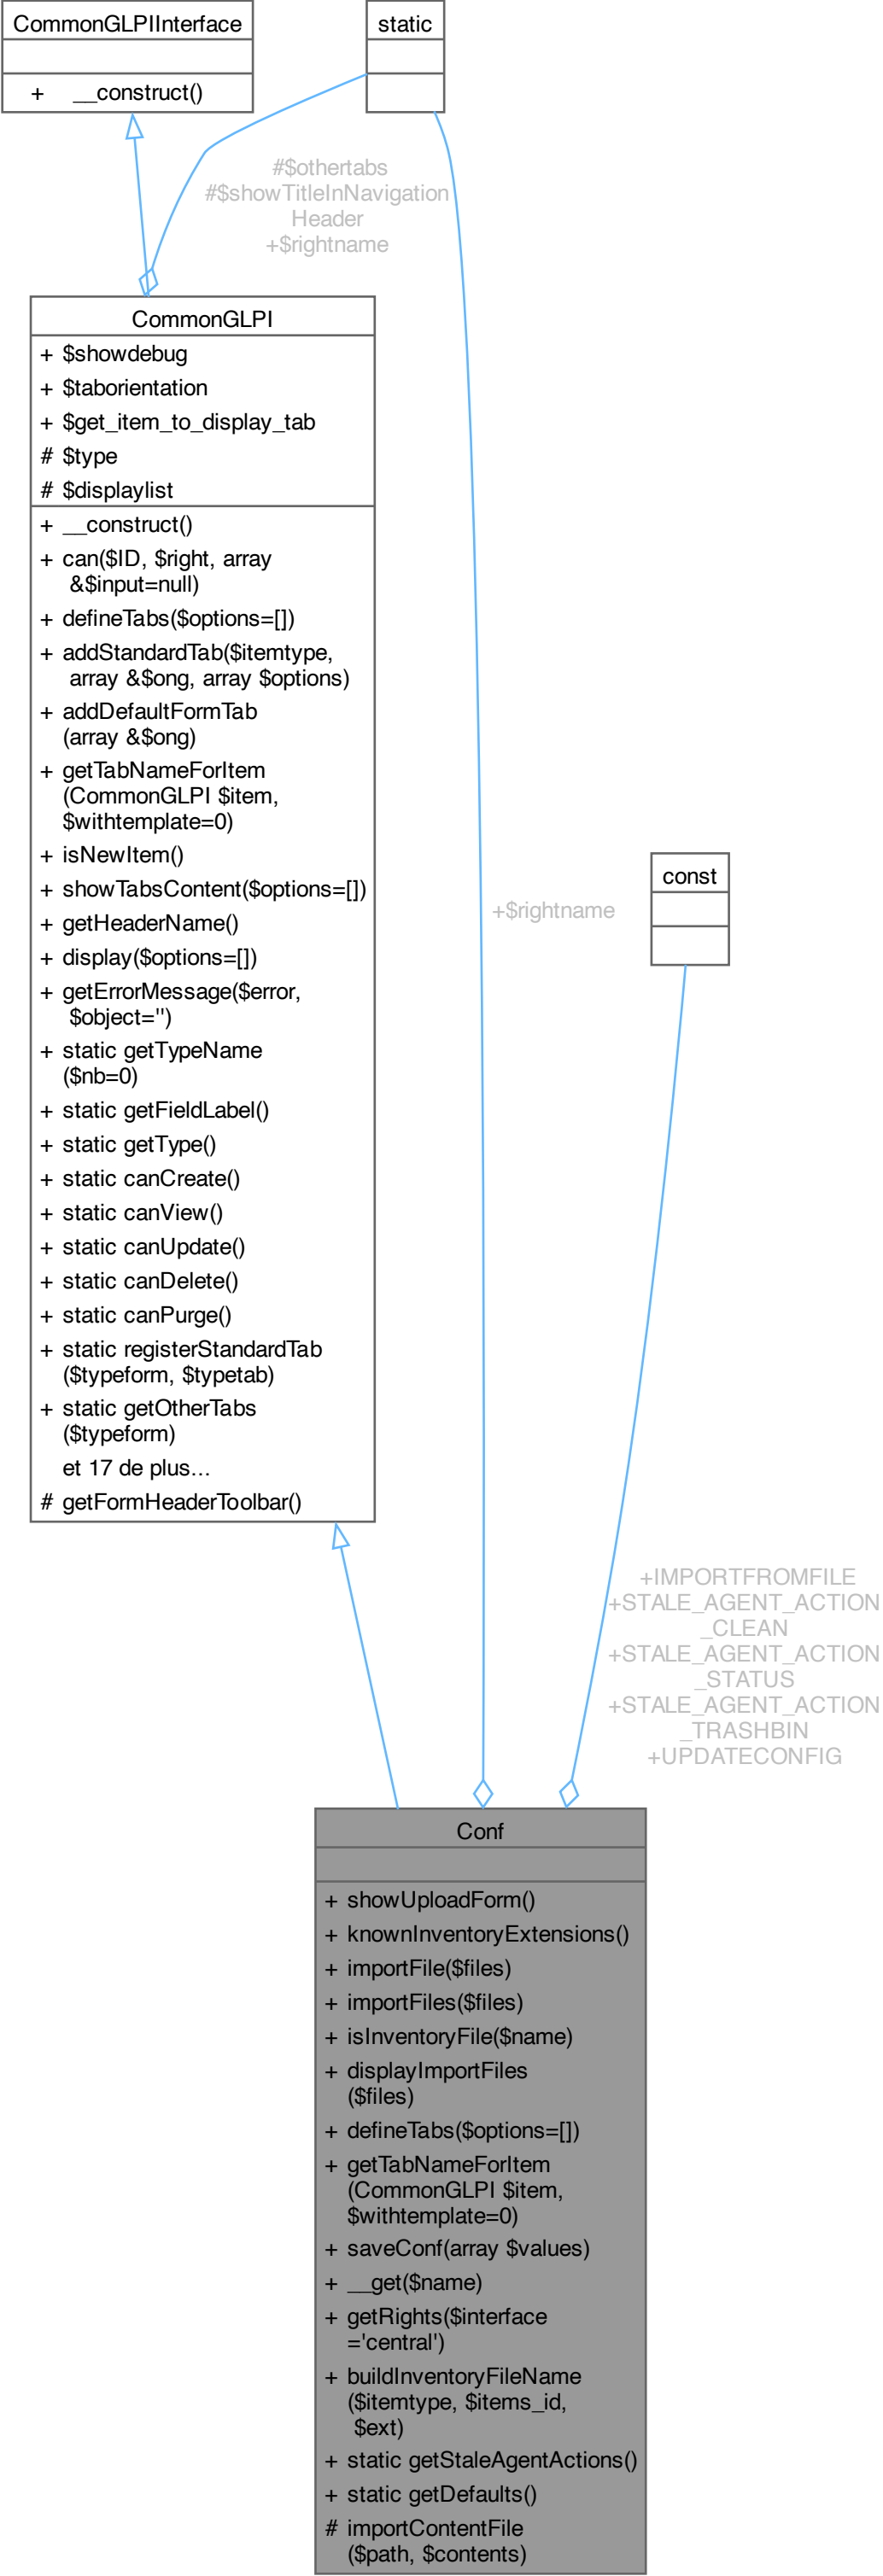 CommonGLPIInterface
+ __construct()
static
#$othertabs
#$showTitleInNavigation
Header
+$rightname
CommonGLPI
+ $showdebug
+ $taborientation
+ $get_item_to_display_tab
# $type
# $displaylist
+ __construct()
+ can($ID, $right, array
&$input=null)
+ defineTabs($options=[])
+ addStandardTab($itemtype,
array &$ong, array $options)
+ addDefaultFormTab
(array &$ong)
+ getTabNameForItem
(CommonGLPI $item,
$withtemplate=0)
+ isNewItem()
+ showTabsContent($options=[])
+ getHeaderName()
+ display($options=[])
+ getErrorMessage($error,
$object='')
+ static getTypeName
($nb=0)
+ static getFieldLabel()
+ static getType()
+ static canCreate()
+ static canView()
+ static canUpdate()
+ static canDelete()
+ static canPurge()
+ static registerStandardTab
($typeform, $typetab)
+ static getOtherTabs
($typeform)
et 17 de plus...
# getFormHeaderToolbar()
+$rightname
const
+IMPORTFROMFILE
+STALE_AGENT_ACTION
_CLEAN
+STALE_AGENT_ACTION
_STATUS
+STALE_AGENT_ACTION
_TRASHBIN
+UPDATECONFIG
Conf
+ showUploadForm()
+ knownInventoryExtensions()
+ importFile($files)
+ importFiles($files)
+ isInventoryFile($name)
+ displayImportFiles
($files)
+ defineTabs($options=[])
+ getTabNameForItem
(CommonGLPI $item,
$withtemplate=0)
+ saveConf(array $values)
+ __get($name)
+ getRights($interface
='central')
+ buildInventoryFileName
($itemtype, $items_id,
$ext)
+ static getStaleAgentActions()
+ static getDefaults()
# importContentFile
($path, $contents)